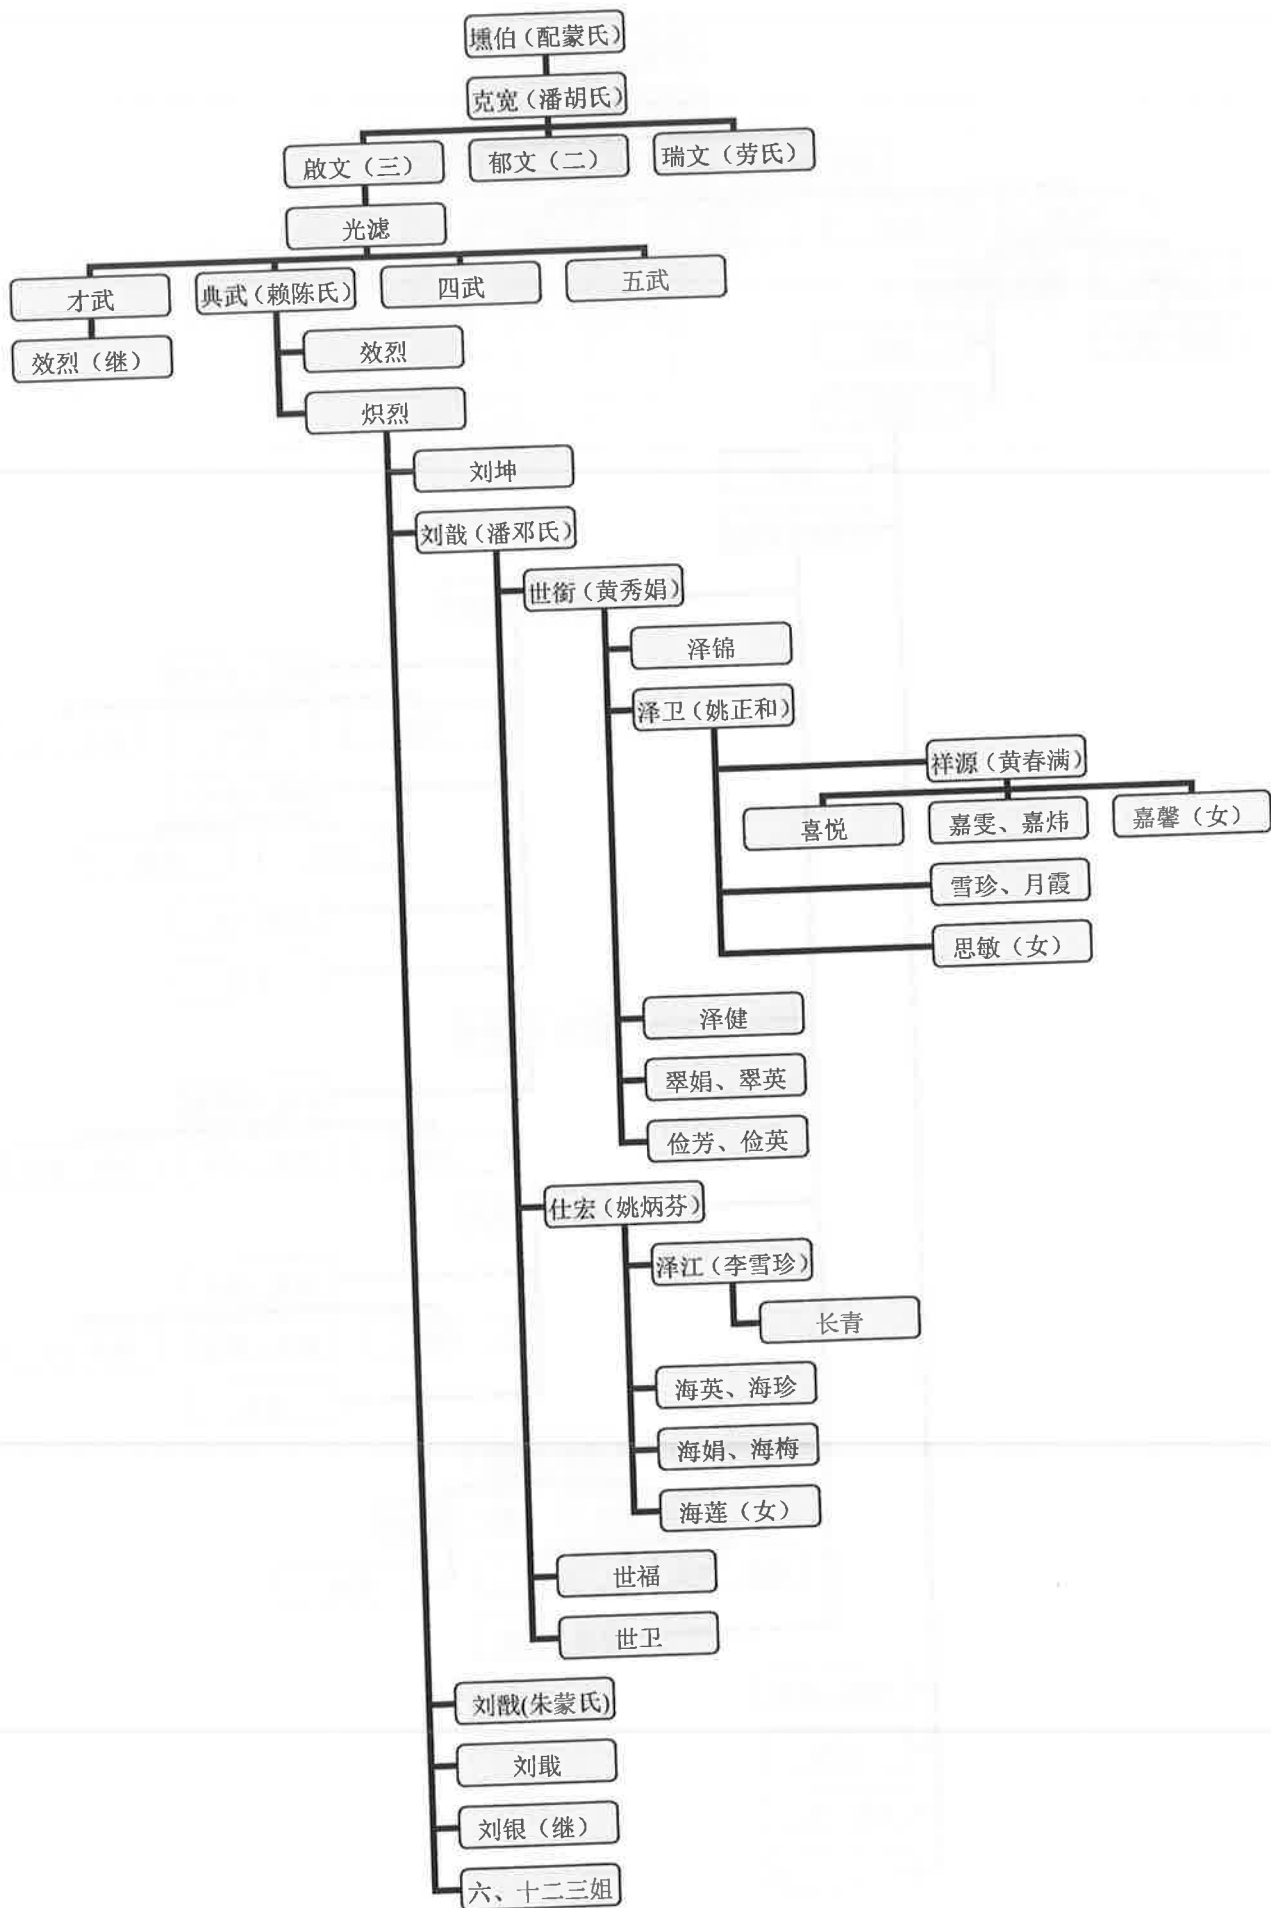 壎伯（配蒙氏）
克宽（潘胡氏）
啟文（三）
郁文（二）
瑞文（劳氏）
光滤
才武
典武（赖陈氏）
四武
五武
效烈（继）
效烈
炽烈
刘坤
刘戠（潘邓氏）
世衔（黄秀娟）
泽锦
泽卫（姚正和）
祥源（黄春满）
喜悦
嘉雯、嘉炜
嘉馨（女）
雪珍、月霞
思敏（女）
泽健
翠娟、翠英
俭芳、俭英
仕宏（姚炳芬）
泽江（李雪珍）
长青
海英、海珍
海娟、海梅
海莲（女）
世福
世卫
刘戬(朱蒙氏)
刘戢
刘银（继）
六、十二三姐